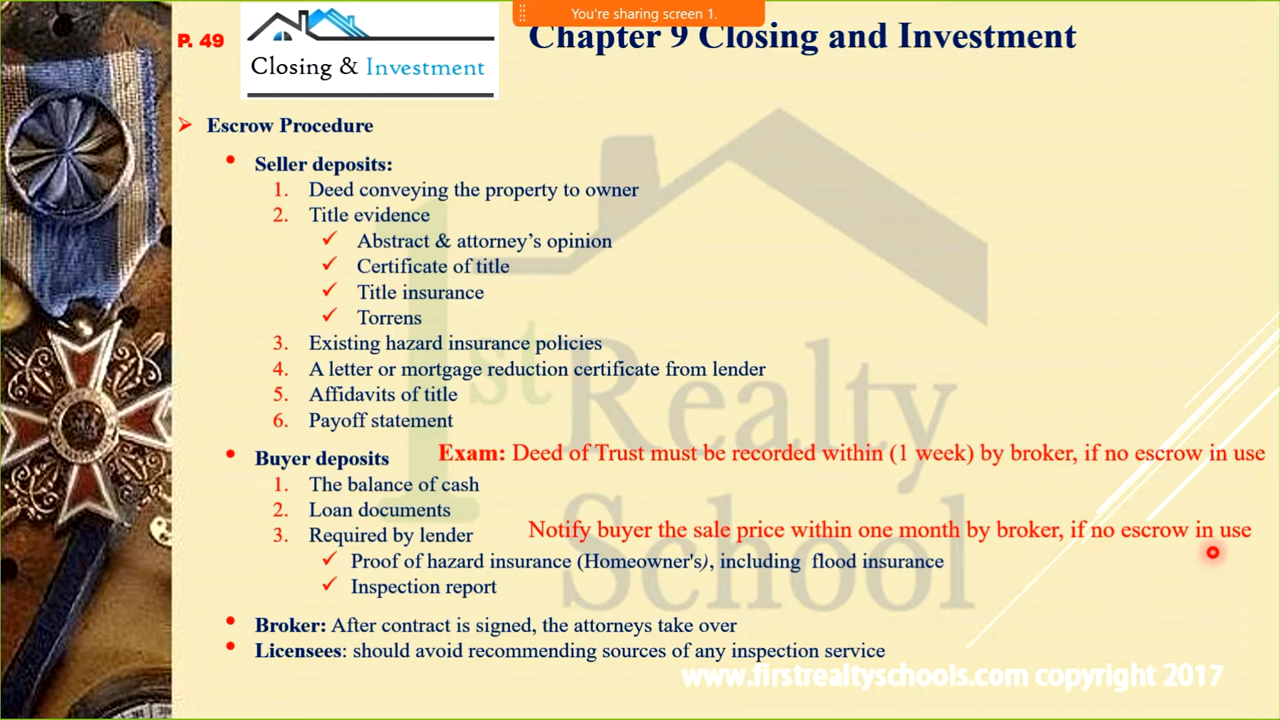 You're sharing screen 1.
P. 49
Closing & Investment
Chapter 9 Closing and Investment
Escrow Procedure
Seller deposits:
1. Deed conveying the property to owner
2. Title evidence
Abstract & attorney’s opinion
Certificate of title
Title insurance
Torrens
3. Existing hazard insurance policies
4. A letter or mortgage reduction certificate from lender
5. Affidavits of title
6. Payoff statement
Exam: Deed of Trust must be recorded within (1 week) by broker, if no escrow in use
Buyer deposits
1. The balance of cash
2. Loan documents
Notify buyer the sale price within one month by broker, if no escrow in use
3. Required by lender
Proof of hazard insurance (Homeowner's), including flood insurance
Inspection report
Broker: After contract is signed, the attorneys take over
Licensees: should avoid recommending sources of any inspection service
www.firstrealtyschools.com copyright 2017
1st
Realty
School